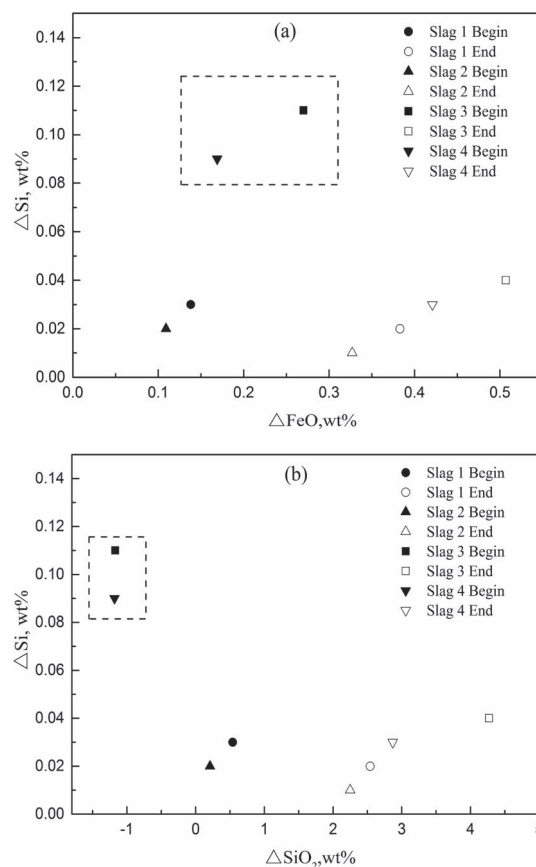 (a)
Slag 1 Begin
Slag 1 End
Slag 2 Begin
Slag 2 End
Slag 3 Begin
Slag 3 End
Slag 4 Begin
Slag 4 End
△Si, wt%
0.14
0.12
0.10
0.08
0.06
0.04
0.02
0.00
0.0 0.1 0.2 0.3 0.4 0.5
△FeO,wt%
(b)
Slag 1 Begin
Slag 1 End
Slag 2 Begin
Slag 2 End
Slag 3 Begin
Slag 3 End
Slag 4 Begin
Slag 4 End
△Si, wt%
0.14
0.12
0.10
0.08
0.06
0.04
0.02
0.00
-1 0 1 2 3 4
△SiO₂,wt%